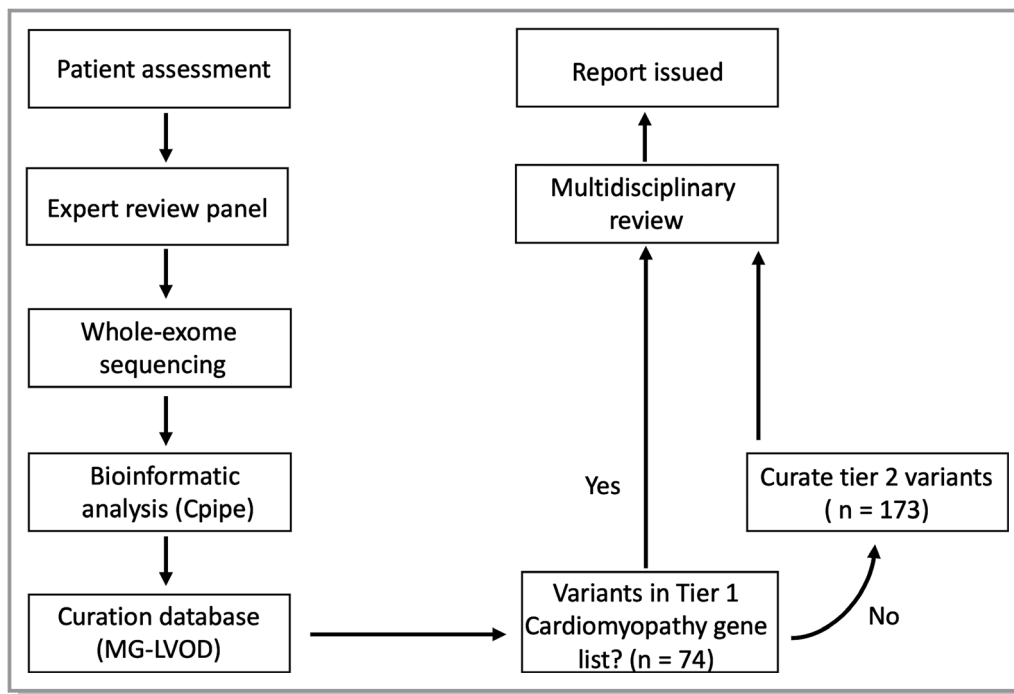 Patient assessment
Expert review panel
Whole-exome
sequencing
Bioinformatic
analysis (Cpipe)
Curation database
(MG-LVOD)
Report issued
Multidisciplinary
review
Yes
Curate tier 2 variants
( n = 173)
No
Variants in Tier 1
Cardiomyopathy gene
list? (n = 74)